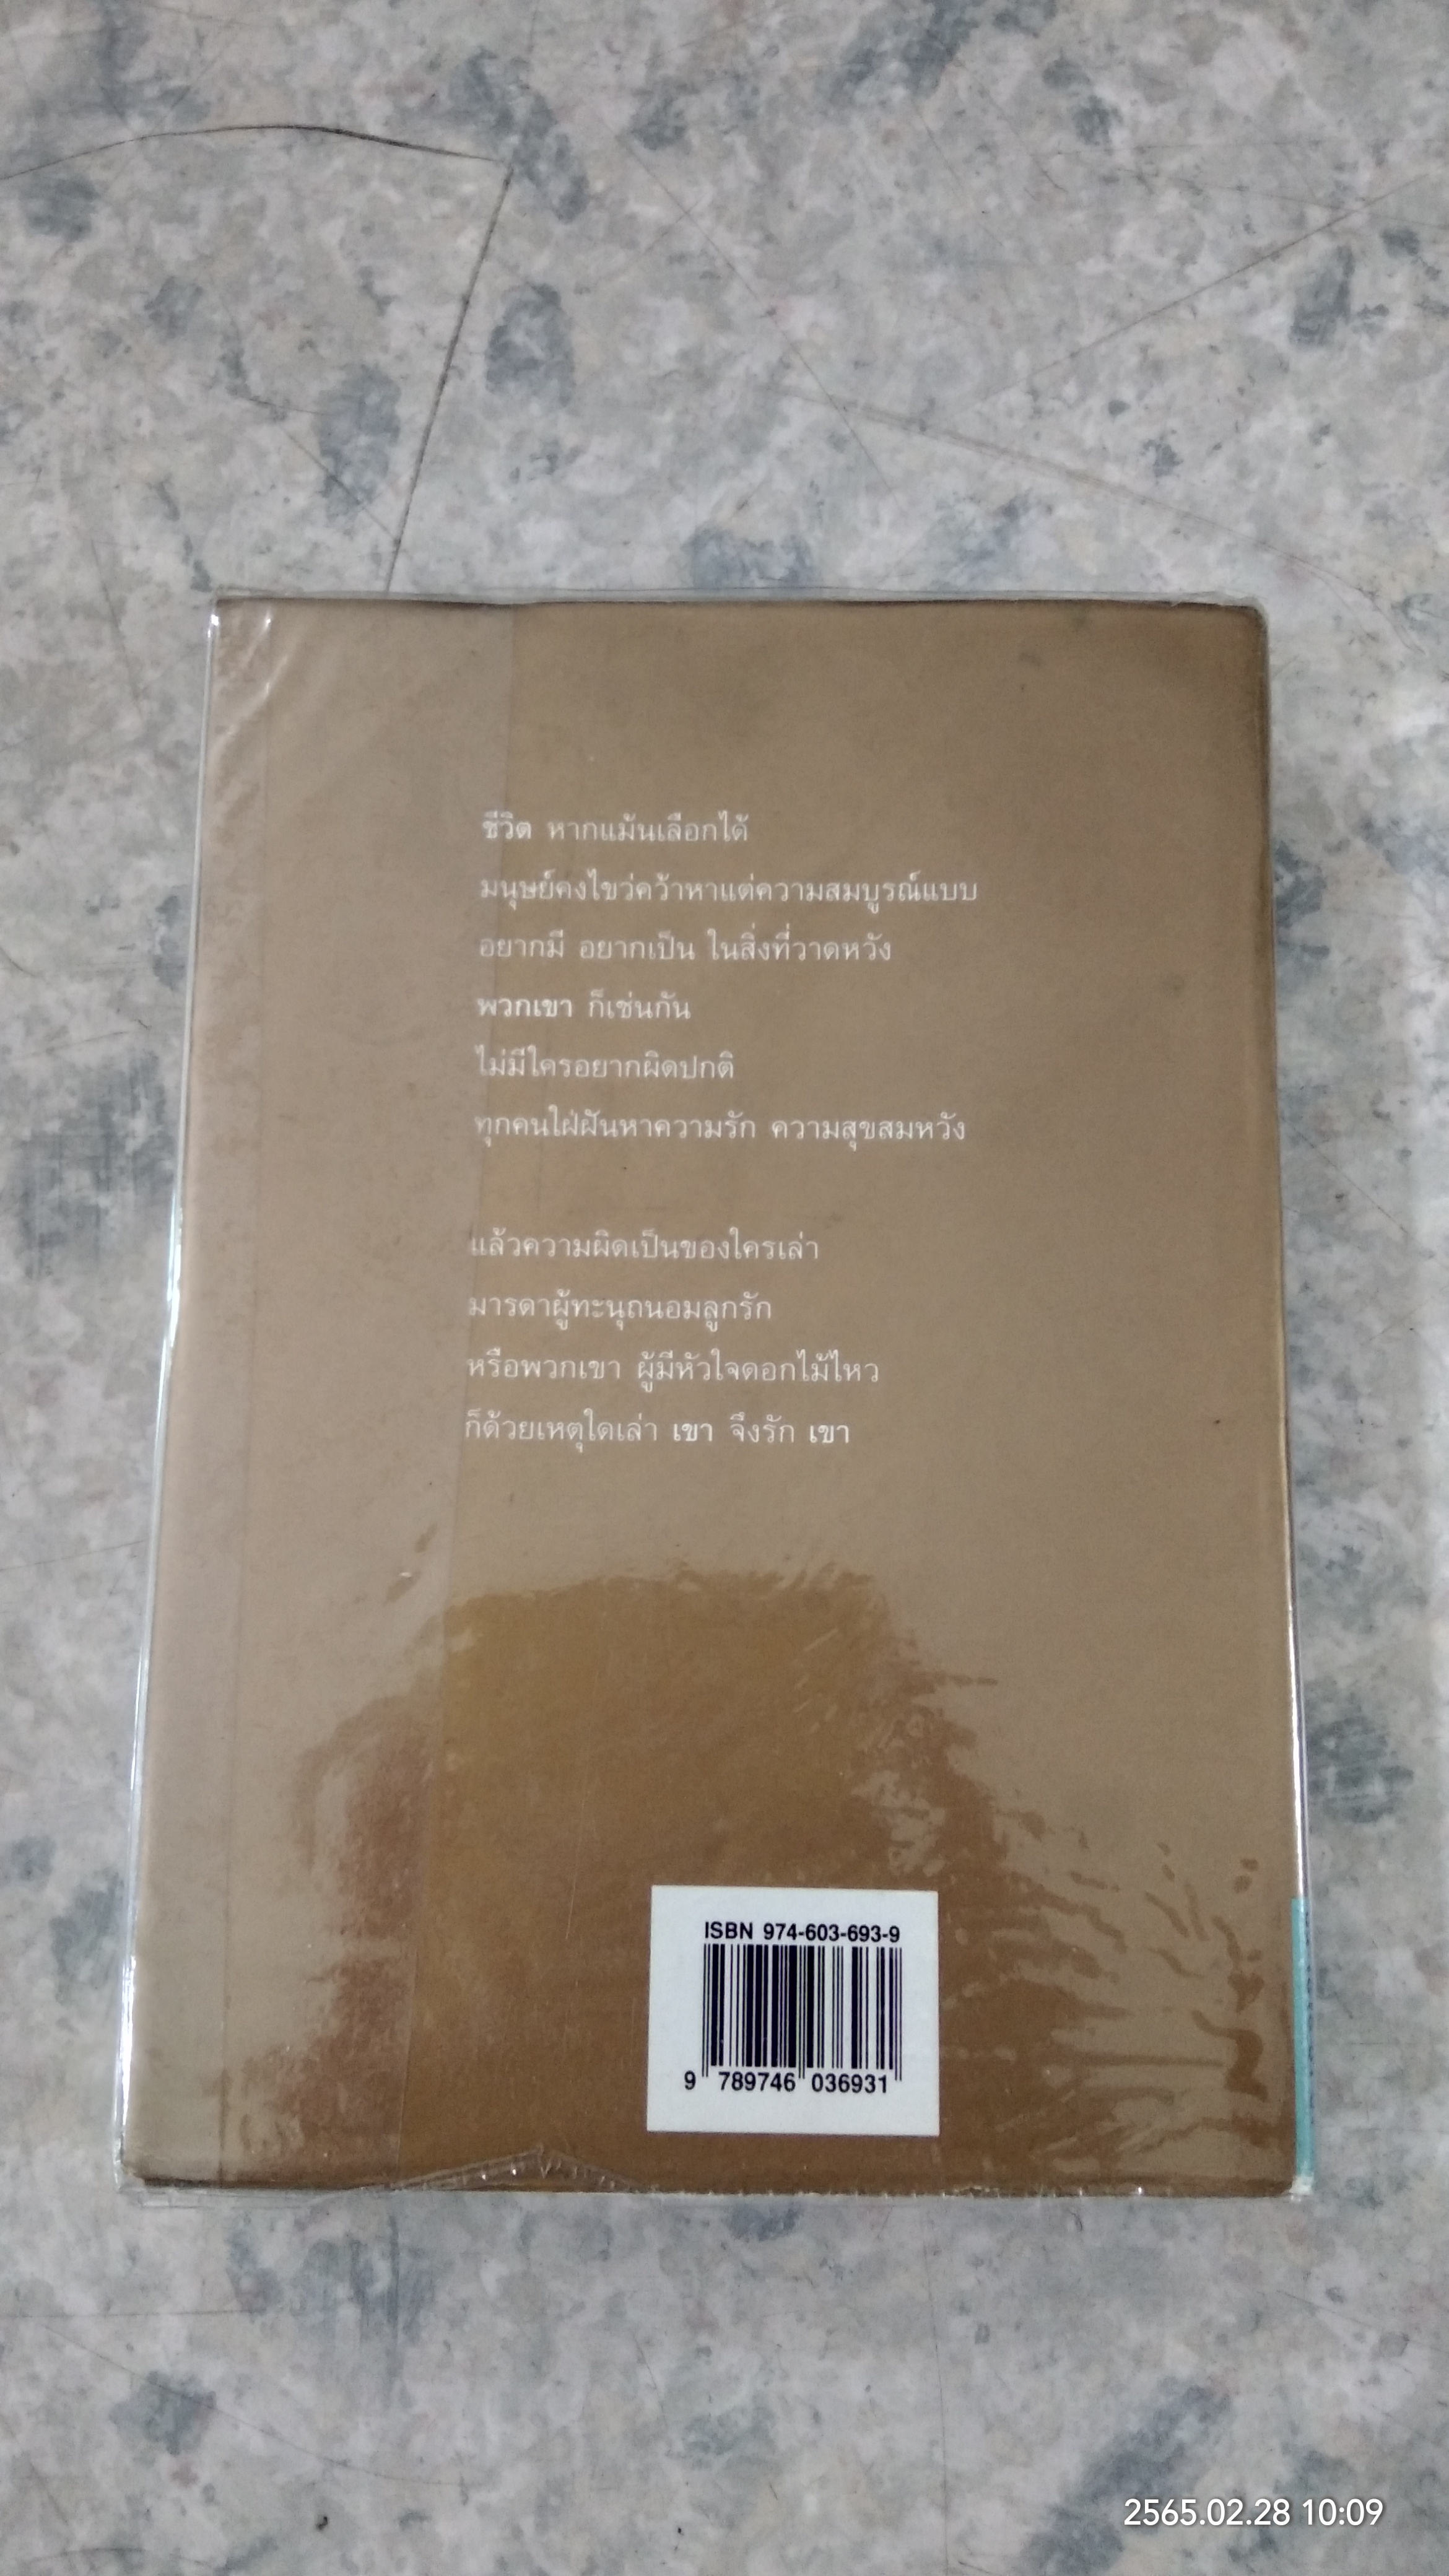 ชีวิต หากแม้นเลือกได้
มนุษย์คงไขว่คว้าหาแต่ความสมบูรณ์แบบ
อยากมี อยากเป็น ในสิ่งที่วาดหวัง
พวกเขา ก็เช่นกัน
ไม่มีใครอยากผิดปกติ
ทุกคนใฝ่ฝันหาความรัก ความสุขสมหวัง
แล้วความผิดเป็นของใครเล่า
มารดาผู้ทะนุถนอมลูกรัก
หรือพวกเขา ผู้มีหัวใจดอกไม้ไหว
ก็ด้วยเหตุใดเล่า เขา จึงรัก เขา
ISBN 974-603-693-9
9 789746 036931
2565.02.28 10:09